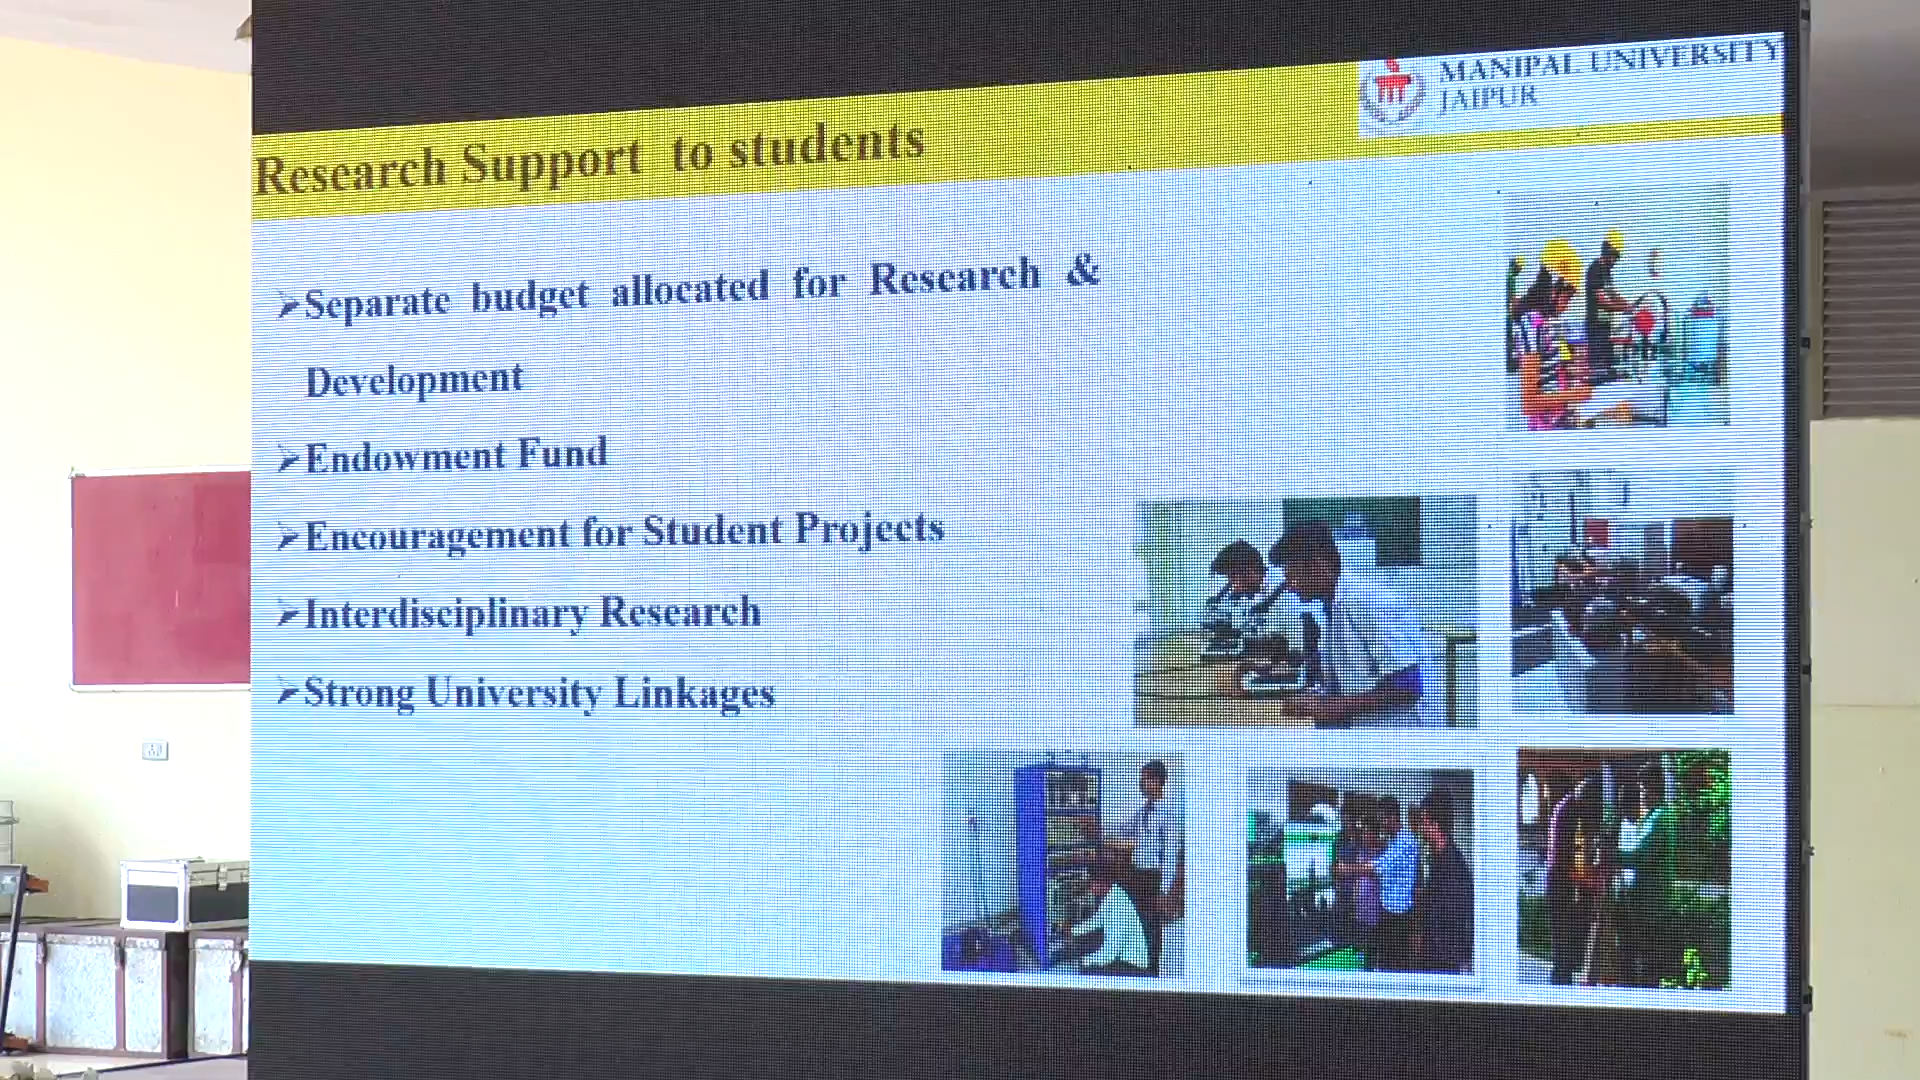 MANIPAL UNIVERSITY
JAIPUR
Research Support to students
➢Separate budget allocated for Research &
Development
➢Endowment Fund
➢Encouragement for Student Projects
➢Interdisciplinary Research
➢Strong University Linkages